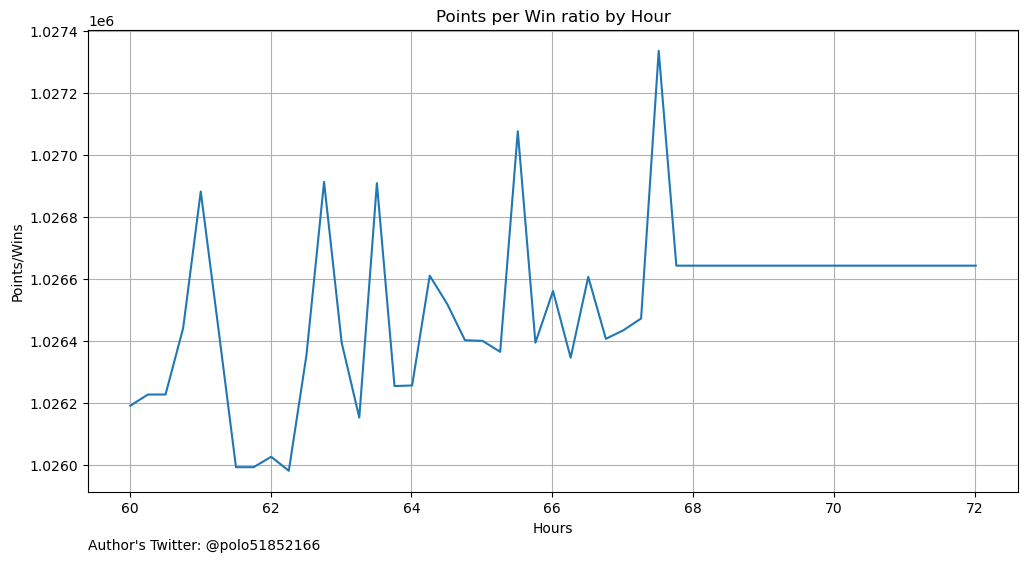 Points per Win ratio by Hour
1e6
1.0274
1.0272
1.0270
1.0268
1.0266
1.0264
1.0262
1.0260
Points/Wins
60 62 64 66 68 70 72
Hours
Author's Twitter: @polo51852166